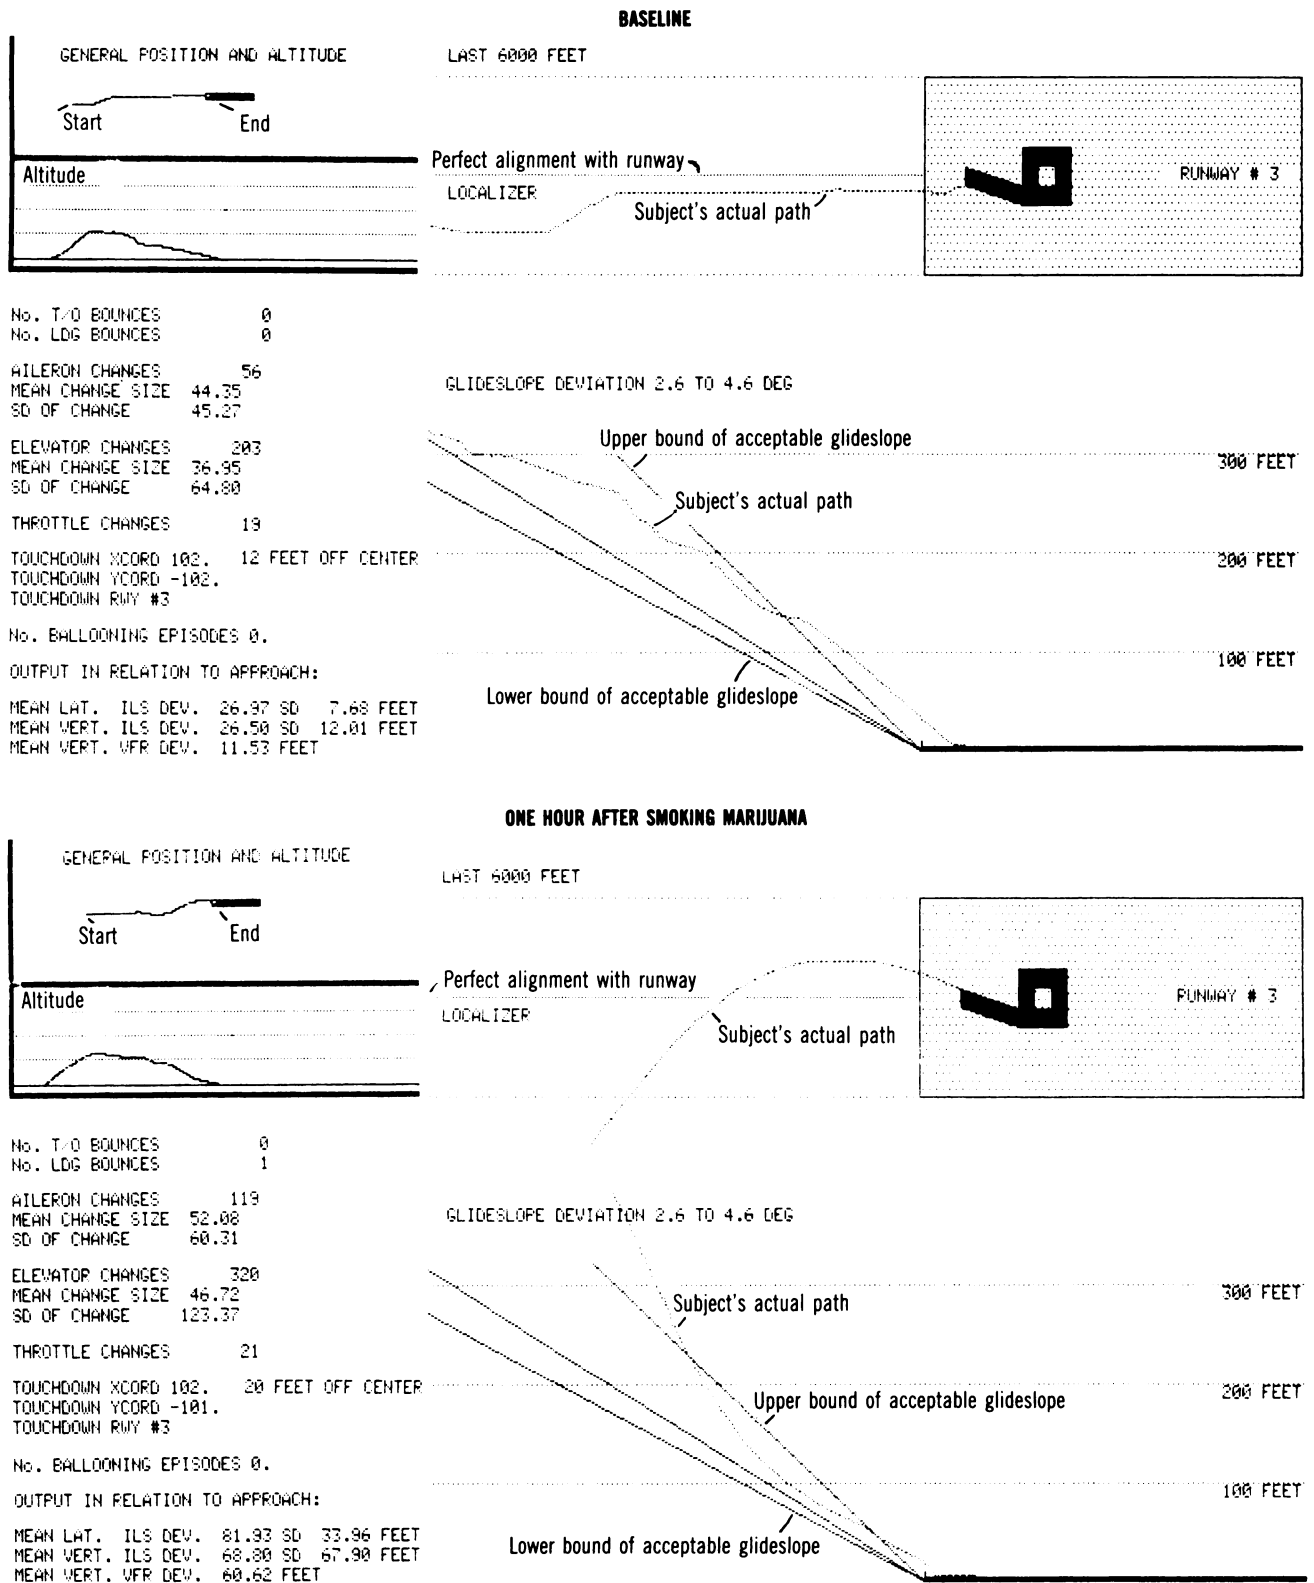 BASELINE
GENERAL POSITION AND ALTITUDE
Start
End
Altitude
LAST 6000 FEET
Perfect alignment with runway
LOCALIZER
Subject's actual path
RUNWAY # 3
No. T/O BOUNCES 0
No. LDG BOUNCES 0
AILERON CHANGES 56
MEAN CHANGE SIZE 44.35
SD OF CHANGE 45.27
ELEVATOR CHANGES 203
MEAN CHANGE SIZE 36.95
SD OF CHANGE 64.80
THROTTLE CHANGES 19
TOUCHDOWN XCORD 102. 12 FEET OFF CENTER
TOUCHDOWN YCORD -102.
TOUCHDOWN RWY #3
No. BALLOONING EPISODES 0.
OUTPUT IN RELATION TO APPROACH:
MEAN LAT. ILS DEV. 26.97 SD 7.68 FEET
MEAN VERT. ILS DEV. 26.50 SD 12.01 FEET
MEAN VERT. VFR DEV. 11.53 FEET
GLIDESLOPE DEVIATION 2.6 TO 4.6 DEG
Upper bound of acceptable glideslope
300 FEET
Subject's actual path
200 FEET
100 FEET
Lower bound of acceptable glideslope
ONE HOUR AFTER SMOKING MARIJUANA
GENERAL POSITION AND ALTITUDE
Start
End
Altitude
LAST 6000 FEET
Perfect alignment with runway
LOCALIZER
Subject's actual path
RUNWAY # 3
No. T/O BOUNCES 0
No. LDG BOUNCES 1
AILERON CHANGES 119
MEAN CHANGE SIZE 52.08
SD OF CHANGE 60.31
ELEVATOR CHANGES 320
MEAN CHANGE SIZE 46.72
SD OF CHANGE 123.37
THROTTLE CHANGES 21
TOUCHDOWN XCORD 102. 20 FEET OFF CENTER
TOUCHDOWN YCORD -101.
TOUCHDOWN RWY #3
No. BALLOONING EPISODES 0.
OUTPUT IN RELATION TO APPROACH:
MEAN LAT. ILS DEV. 81.93 SD 33.96 FEET
MEAN VERT. ILS DEV. 68.80 SD 67.90 FEET
MEAN VERT. VFR DEV. 60.62 FEET
GLIDESLOPE DEVIATION 2.6 TO 4.6 DEG
300 FEET
Subject's actual path
200 FEET
Upper bound of acceptable glideslope
100 FEET
Lower bound of acceptable glideslope